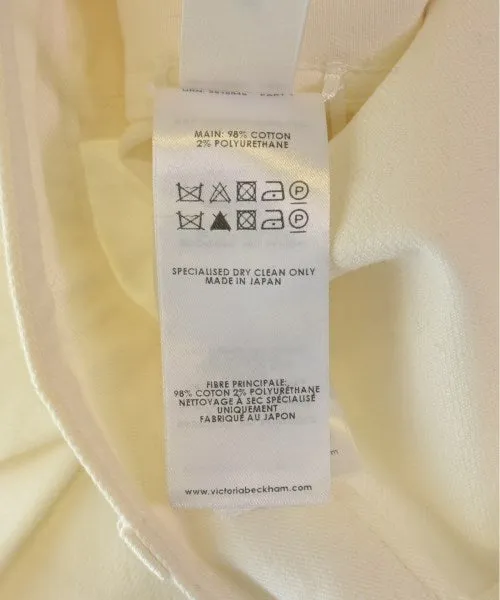 MAIN: 98% COTTON
2% POLYURETHANE
P
P
SPECIALISED DRY CLEAN ONLY
MADE IN JAPAN
FIBRE PRINCIPALE:
98% COTON 2% POLYURÉTHANE
NETTOYAGE À SEC SPÉCIALISÉ
UNIQUEMENT
FABRIQUÉ AU JAPON
www.victoriabeckham.com